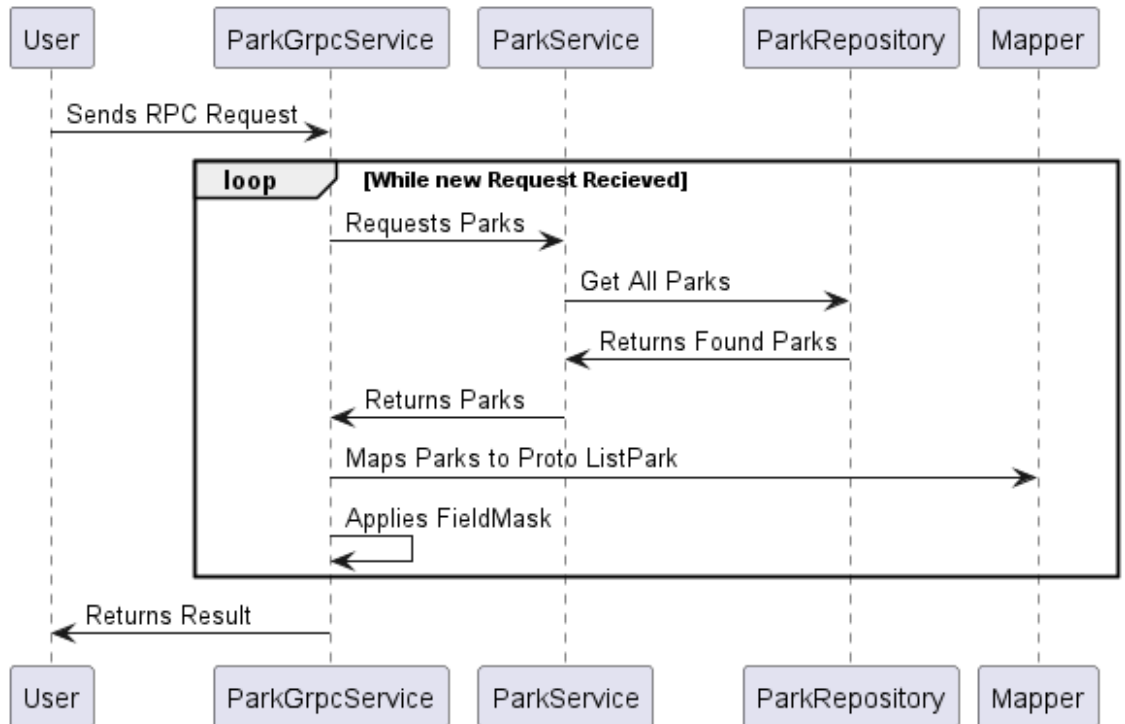 User
ParkGrpcService
ParkService
ParkRepository
Mapper
Sends RPC Request
loop
[While new Request Recieved]
Requests Parks
Get All Parks
Returns Found Parks
Returns Parks
Maps Parks to Proto ListPark
Applies FieldMask
Returns Result
User
ParkGrpcService
ParkService
ParkRepository
Mapper